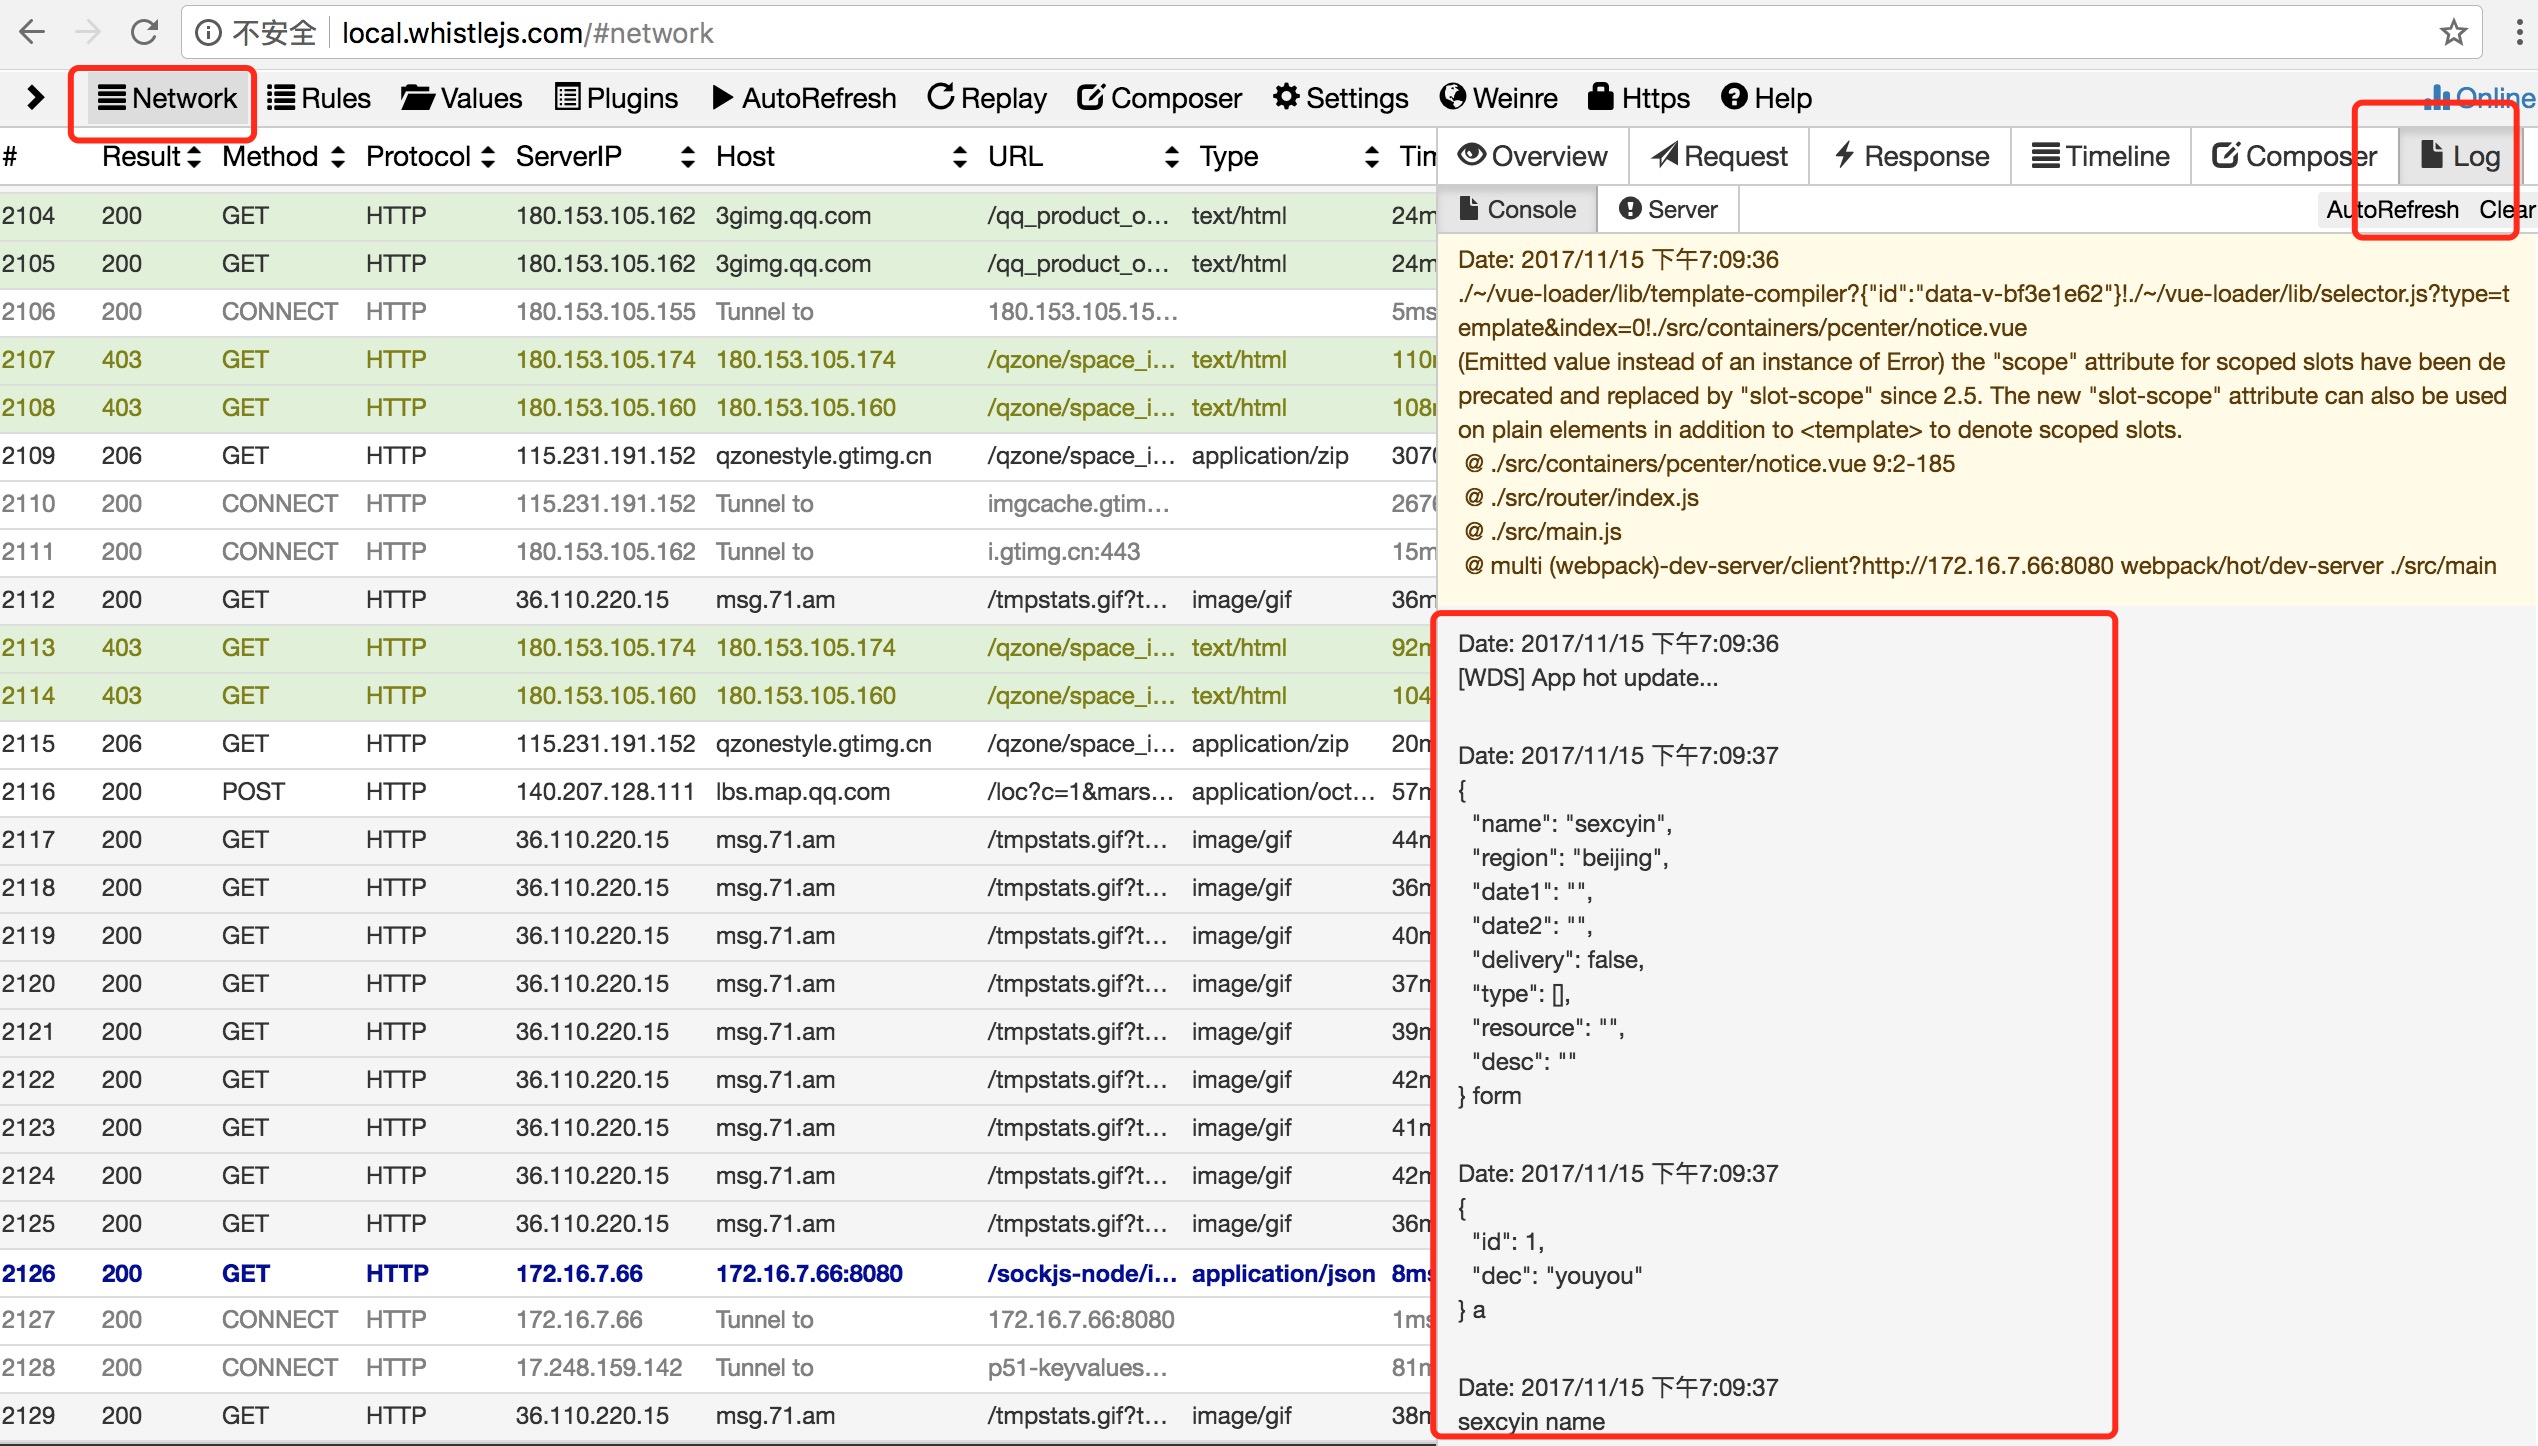 不安全 local.whistlejs.com/#network
Network Rules Values Plugins AutoRefresh Replay Composer Settings Weinre Https Help Online
# Result Method Protocol ServerIP Host URL Type Tim
2104 200 GET HTTP 180.153.105.162 3gimg.qq.com /qq_product_o... text/html 24m
2105 200 GET HTTP 180.153.105.162 3gimg.qq.com /qq_product_o... text/html 24m
2106 200 CONNECT HTTP 180.153.105.155 Tunnel to 180.153.105.15... 5ms
2107 403 GET HTTP 180.153.105.174 180.153.105.174 /qzone/space_i... text/html 110
2108 403 GET HTTP 180.153.105.160 180.153.105.160 /qzone/space_i... text/html 108
2109 206 GET HTTP 115.231.191.152 qzonestyle.gtimg.cn /qzone/space_i... application/zip 307
2110 200 CONNECT HTTP 115.231.191.152 Tunnel to imgcache.gtim... 267
2111 200 CONNECT HTTP 180.153.105.162 Tunnel to i.gtimg.cn:443 15m
2112 200 GET HTTP 36.110.220.15 msg.71.am /tmpstats.gif?t... image/gif 36m
2113 403 GET HTTP 180.153.105.174 180.153.105.174 /qzone/space_i... text/html 92m
2114 403 GET HTTP 180.153.105.160 180.153.105.160 /qzone/space_i... text/html 104
2115 206 GET HTTP 115.231.191.152 qzonestyle.gtimg.cn /qzone/space_i... application/zip 20m
2116 200 POST HTTP 140.207.128.111 lbs.map.qq.com /loc?c=1&mars... application/oct... 57m
2117 200 GET HTTP 36.110.220.15 msg.71.am /tmpstats.gif?t... image/gif 44m
2118 200 GET HTTP 36.110.220.15 msg.71.am /tmpstats.gif?t... image/gif 36m
2119 200 GET HTTP 36.110.220.15 msg.71.am /tmpstats.gif?t... image/gif 40m
2120 200 GET HTTP 36.110.220.15 msg.71.am /tmpstats.gif?t... image/gif 37m
2121 200 GET HTTP 36.110.220.15 msg.71.am /tmpstats.gif?t... image/gif 39m
2122 200 GET HTTP 36.110.220.15 msg.71.am /tmpstats.gif?t... image/gif 42m
2123 200 GET HTTP 36.110.220.15 msg.71.am /tmpstats.gif?t... image/gif 41m
2124 200 GET HTTP 36.110.220.15 msg.71.am /tmpstats.gif?t... image/gif 42m
2125 200 GET HTTP 36.110.220.15 msg.71.am /tmpstats.gif?t... image/gif 36m
2126 200 GET HTTP 172.16.7.66 172.16.7.66:8080 /sockjs-node/i... application/json 8ms
2127 200 CONNECT HTTP 172.16.7.66 Tunnel to 172.16.7.66:8080 1ms
2128 200 CONNECT HTTP 17.248.159.142 Tunnel to p51-keyvalues... 81m
2129 200 GET HTTP 36.110.220.15 msg.71.am /tmpstats.gif?t... image/gif 38m
Overview Request Response Timeline Composer Log
Console Server AutoRefresh Clear
Date: 2017/11/15 下午7:09:36
./~/vue-loader/lib/template-compiler?{"id":"data-v-bf3e1e62"}!./~/vue-loader/lib/selector.js?type=t
emplate&index=0!./src/containers/pcenter/notice.vue
(Emitted value instead of an instance of Error) the "scope" attribute for scoped slots have been de
precated and replaced by "slot-scope" since 2.5. The new "slot-scope" attribute can also be used
on plain elements in addition to <template> to denote scoped slots.
@ ./src/containers/pcenter/notice.vue 9:2-185
@ ./src/router/index.js
@ ./src/main.js
@ multi (webpack)-dev-server/client?http://172.16.7.66:8080 webpack/hot/dev-server ./src/main
Date: 2017/11/15 下午7:09:36
[WDS] App hot update...
Date: 2017/11/15 下午7:09:37
{
"name": "sexcyin",
"region": "beijing",
"date1": "",
"date2": "",
"delivery": false,
"type": [],
"resource": "",
"desc": ""
} form
Date: 2017/11/15 下午7:09:37
{
"id": 1,
"dec": "youyou"
} a
Date: 2017/11/15 下午7:09:37
sexcyin name